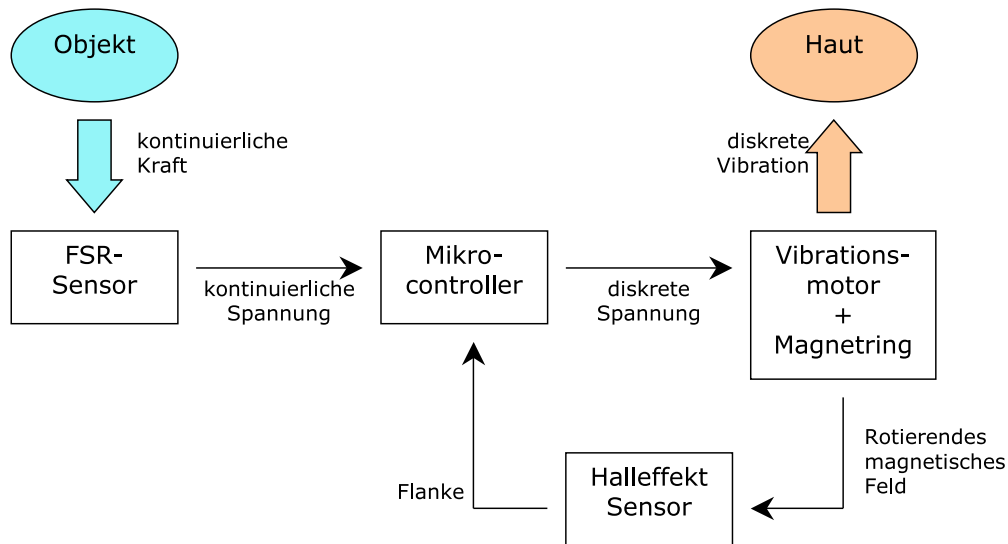 Objekt
Haut
kontinuierliche
Kraft
diskrete
Vibration
FSR-
Sensor
kontinuierliche
Spannung
Mikro-
controller
diskrete
Spannung
Vibrations-
motor
+
Magnetring
Rotierendes
magnetisches
Feld
Halleffekt
Sensor
Flanke